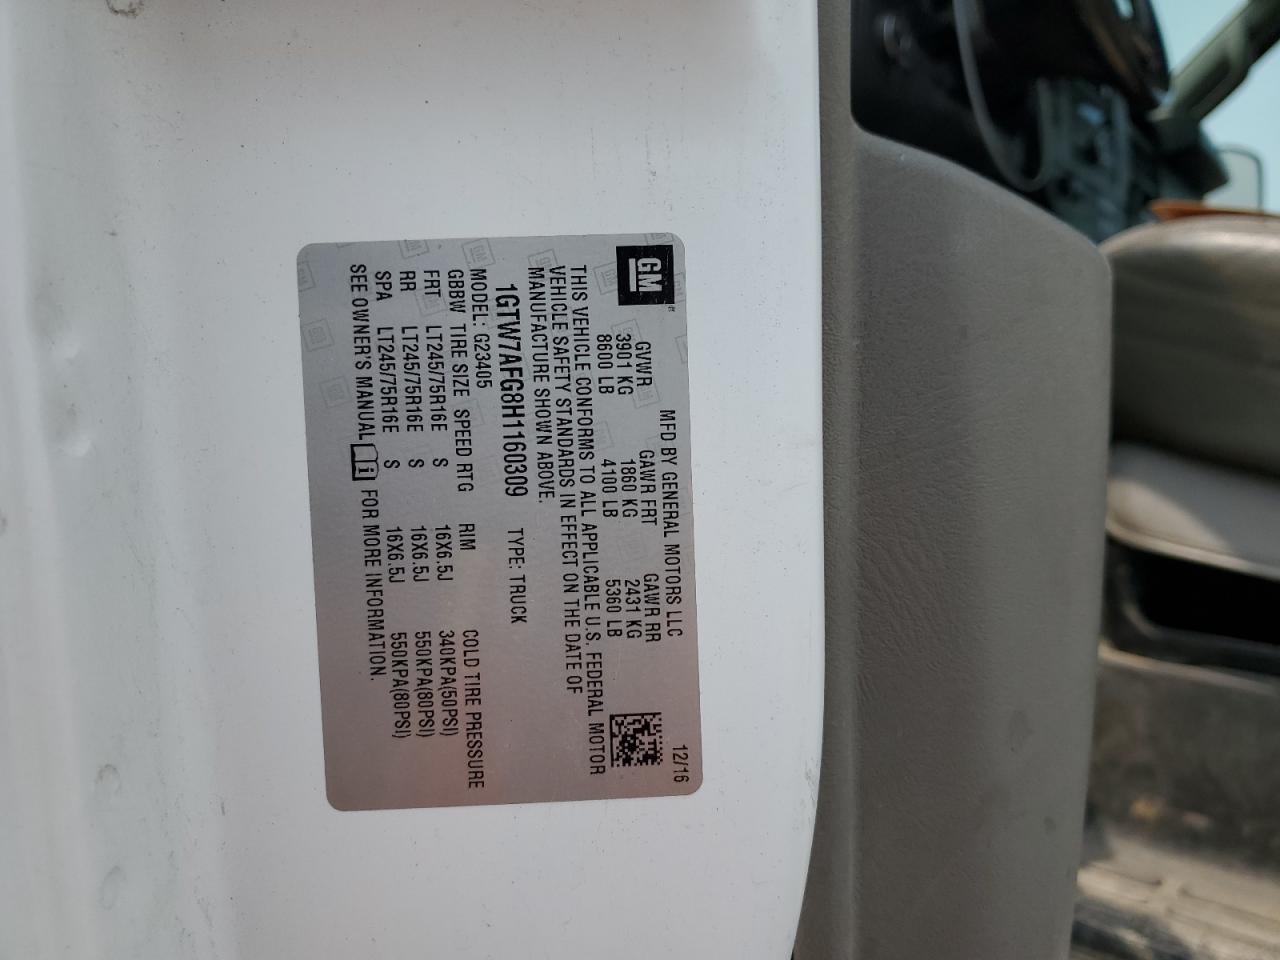 GM
MFD BY GENERAL MOTORS LLC 12/16
GVWR GAWR FRT GAWR RR
3901 KG 1860 KG 2431 KG
8600 LB 4100 LB 5360 LB
THIS VEHICLE CONFORMS TO ALL APPLICABLE U.S. FEDERAL MOTOR
VEHICLE SAFETY STANDARDS IN EFFECT ON THE DATE OF
MANUFACTURE SHOWN ABOVE.
1GTW7AFG8H1160309 TYPE: TRUCK
MODEL: G23405
GBBW TIRE SIZE SPEED RTG RIM COLD TIRE PRESSURE
FRT LT245/75R16E S 16X6.5J 340KPA(50PSI)
RR LT245/75R16E S 16X6.5J 550KPA(80PSI)
SPA LT245/75R16E S 16X6.5J 550KPA(80PSI)
SEE OWNER'S MANUAL i FOR MORE INFORMATION.